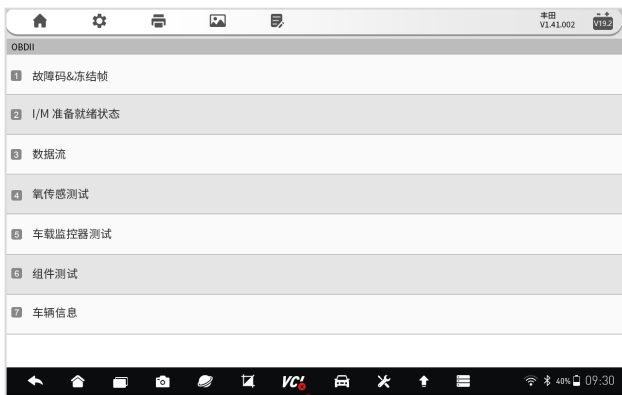 丰田
V1.41.002
V19.2
OBDII
1 故障码&冻结帧
2 I/M 准备就绪状态
3 数据流
4 氧传感测试
5 车载监控器测试
6 组件测试
7 车辆信息
VCI 40% 09:30